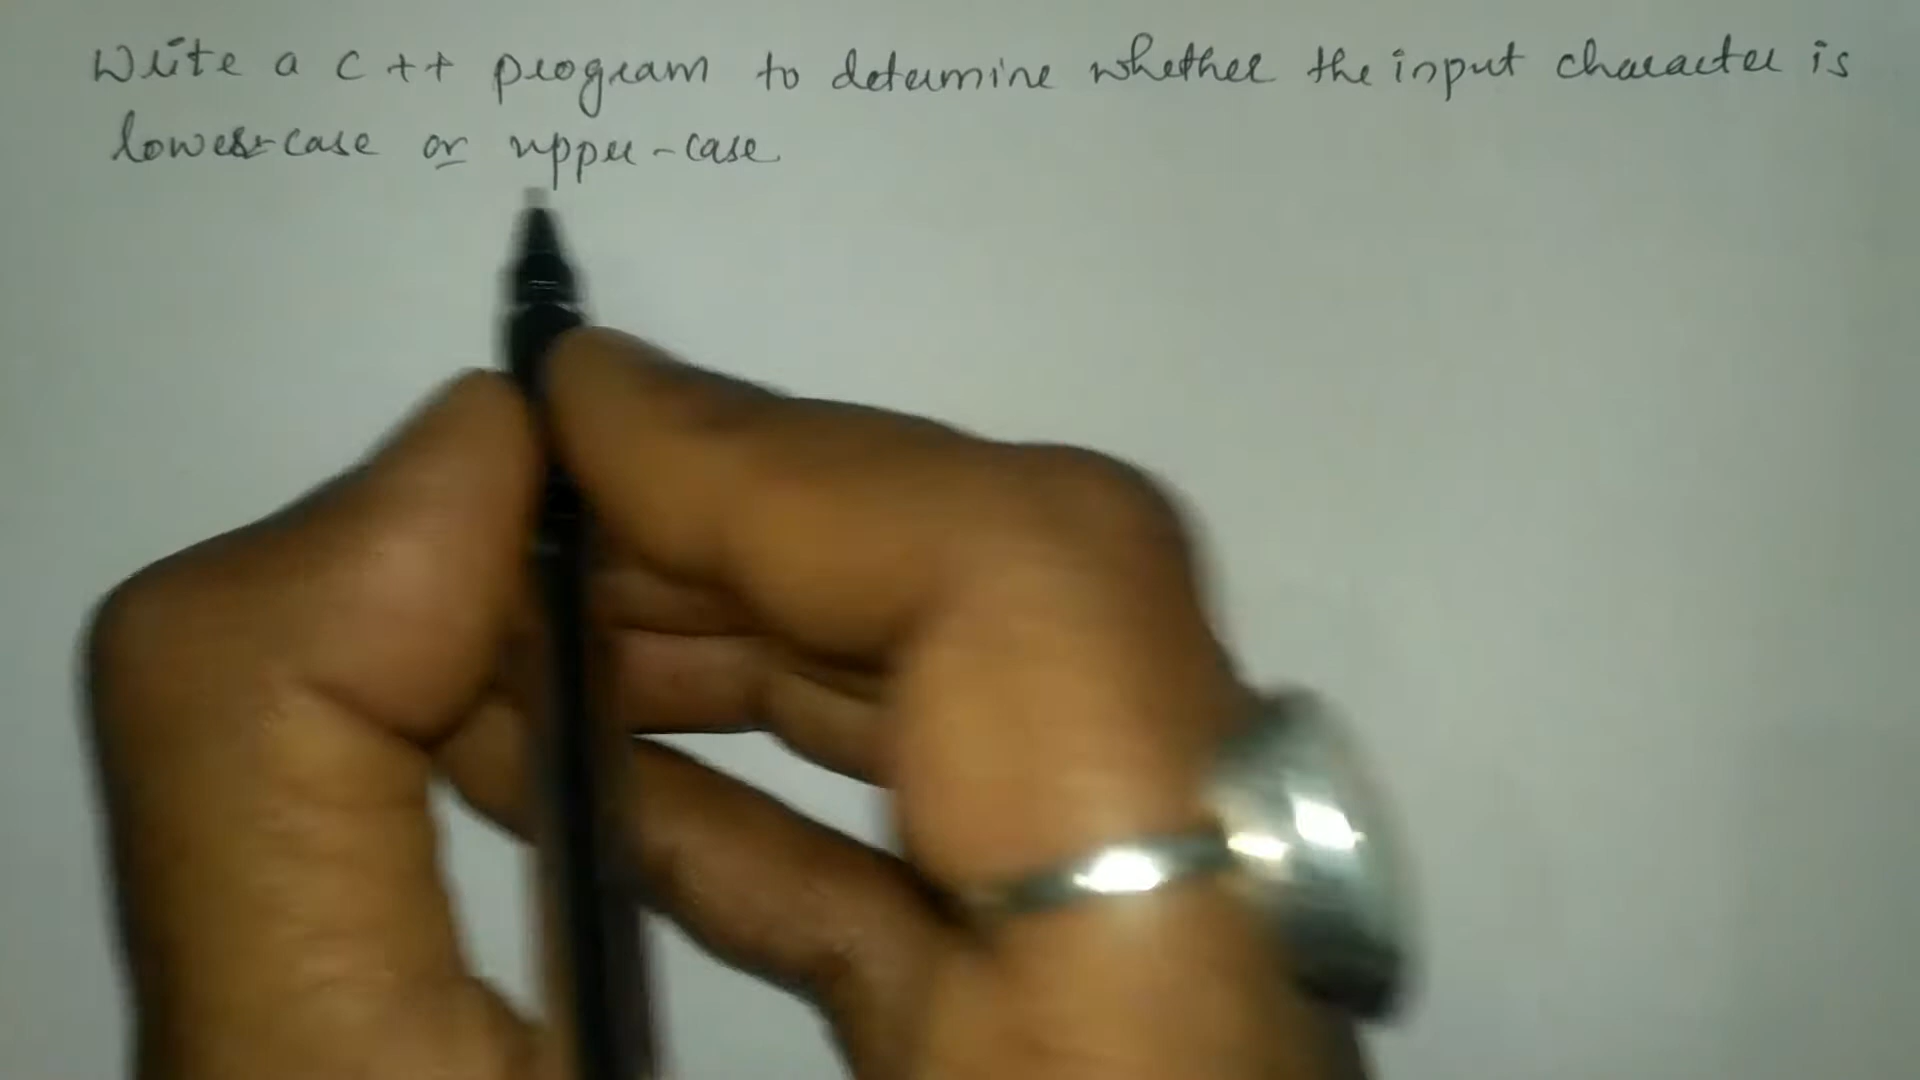 Write a C++ program to determine whether the input character is
lower-case or upper-case